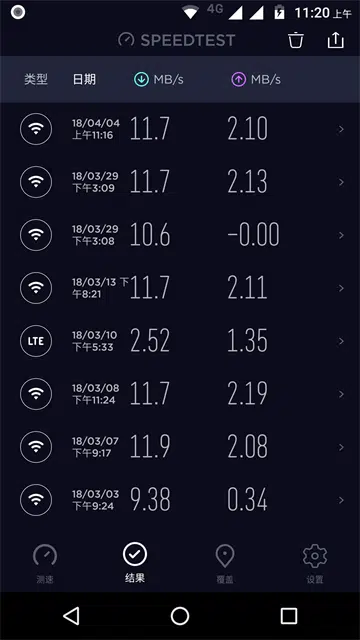 4G 11:20 上午
SPEEDTEST
类型 日期 MB/s MB/s
18/04/04 11.7 2.10
上午11:16
18/03/29 11.7 2.13
下午3:09
18/03/29 10.6 -0.00
下午3:08
18/03/13 下 11.7 2.11
午8:21
LTE 18/03/10 2.52 1.35
下午5:33
18/03/08 11.7 2.19
下午11:24
18/03/07 11.9 2.08
下午9:17
18/03/03 9.38 0.34
下午9:24
测速 结果 覆盖 设置